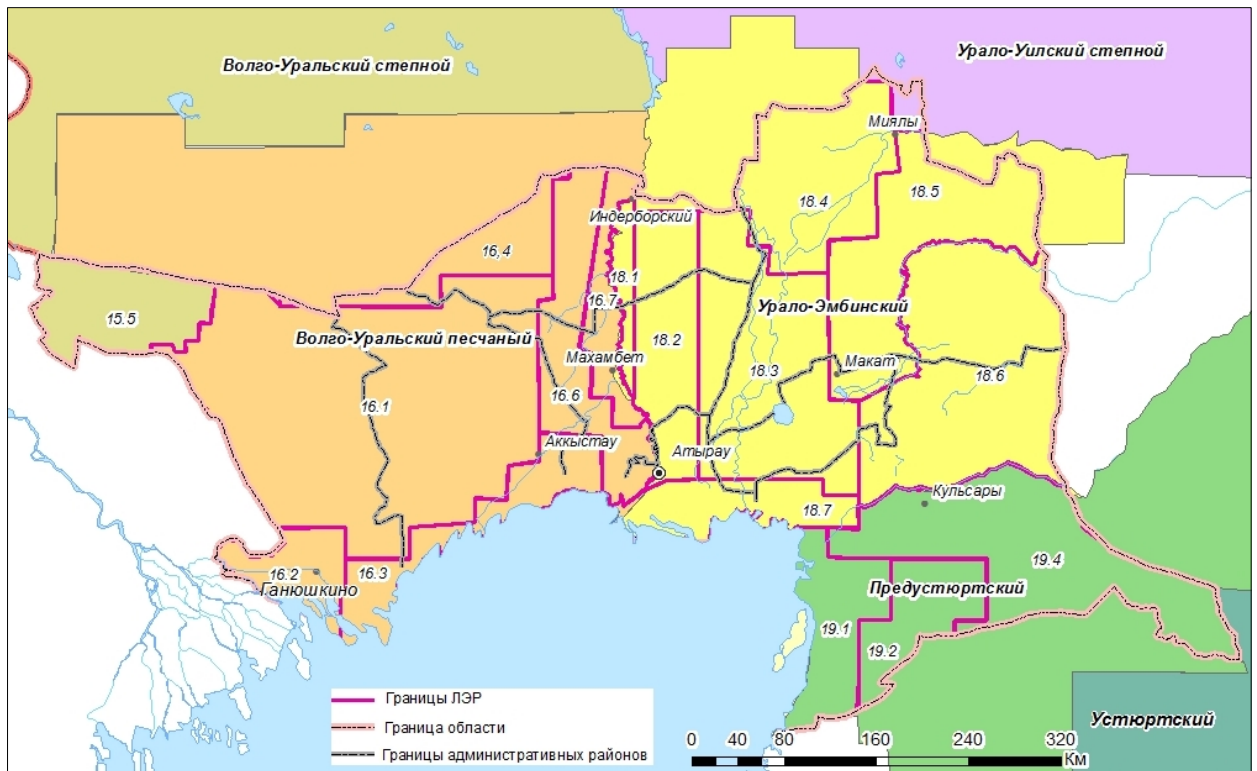 Волго-Уральский степной
Урало-Уилский степной
Миялы
18.4
18.5
Индерборский
16,4
18.1
16.7
Урало-Эмбинский
15.5
Волго-Уральский песчаный
18.2
Махамбет
Макат
18.3
18.6
16.6
16.1
Аккыстау
Атырау
Кульсары
18.7
19.4
16.2
16.3
Ганюшкино
Предустюртский
19.1
19.2
Границы ЛЭР
Граница области
Границы административных районов
Устюртский
0 40 80 160 240 320
Км